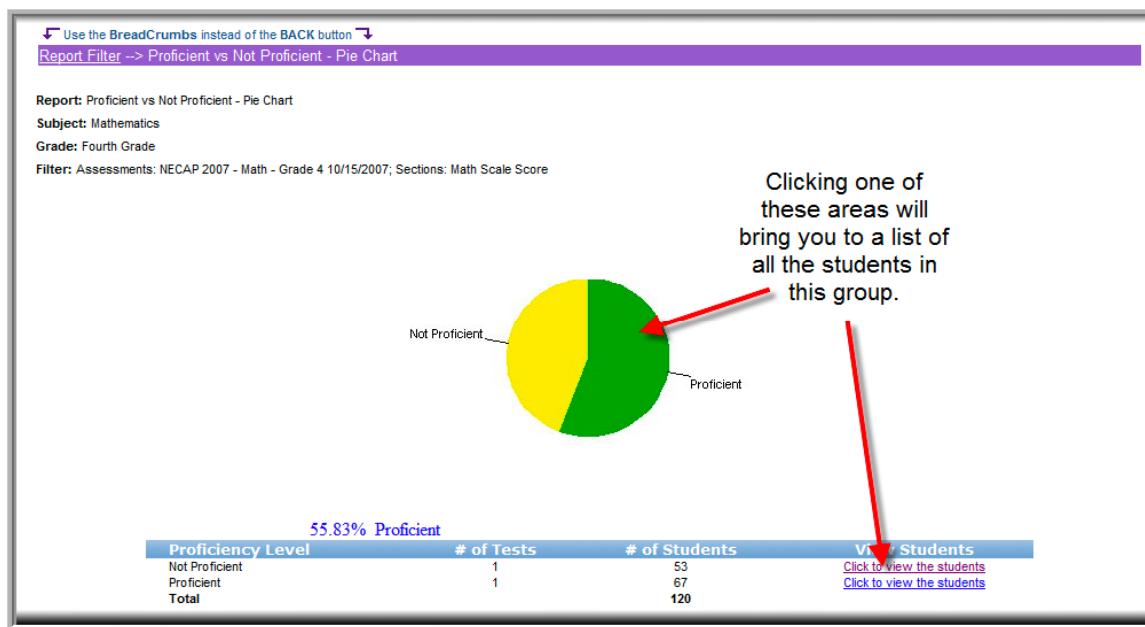 Use the BreadCrumbs instead of the BACK button
Report Filter --> Proficient vs Not Proficient - Pie Chart
Report: Proficient vs Not Proficient - Pie Chart
Subject: Mathematics
Grade: Fourth Grade
Filter: Assessments: NECAP 2007 - Math - Grade 4 10/15/2007; Sections: Math Scale Score
Clicking one of
these areas will
bring you to a list of
all the students in
this group.
Not Proficient
Proficient
55.83% Proficient
Proficiency Level # of Tests # of Students View Students
Not Proficient 1 53 Click to view the students
Proficient 1 67 Click to view the students
Total 120